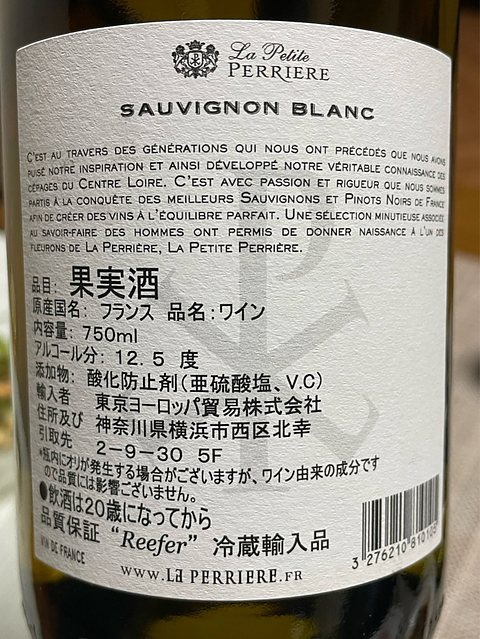 La Petite
PERRIERE
SAUVIGNON BLANC
C'EST AU TRAVERS DES GÉNÉRATIONS QUI NOUS ONT PRÉCÉDÉS QUE NOUS AVONS
PUISÉ NOTRE INSPIRATION ET AINSI DÉVELOPPÉ NOTRE VÉRITABLE CONNAISSANCE DES
CÉPAGES DU CENTRE LOIRE. C'EST AVEC PASSION ET RIGUEUR QUE NOUS SOMMES
PARTIS À LA CONQUÊTE DES MEILLEURS SAUVIGNONS ET PINOTS NOIRS DE FRANCE
AFIN DE CRÉER DES VINS À L'ÉQUILIBRE PARFAIT. UNE SÉLECTION MINUTIEUSE ASSOCIÉE
AU SAVOIR-FAIRE DES HOMMES ONT PERMIS DE DONNER NAISSANCE À L'UN DES
FLEURONS DE LA PERRIÈRE, LA PETITE PERRIÈRE.
品目: 果実酒
原産国名: フランス 品名:ワイン
内容量: 750ml
アルコール分: 12.5 度
添加物: 酸化防止剤(亜硫酸塩、V.C)
輸入者 東京ヨーロッパ貿易株式会社
住所及び 神奈川県横浜市西区北幸
引取先 2-9-30 5F
*瓶内にオリが発生する場合がございますが、ワイン由来の成分です
ので品質には影響ございません。
●飲酒は20歳になってから
品質保証 "Reefer" 冷蔵輸入品
VIN DE FRANCE
WWW.LA PERRIERE.FR
3 276210 810105